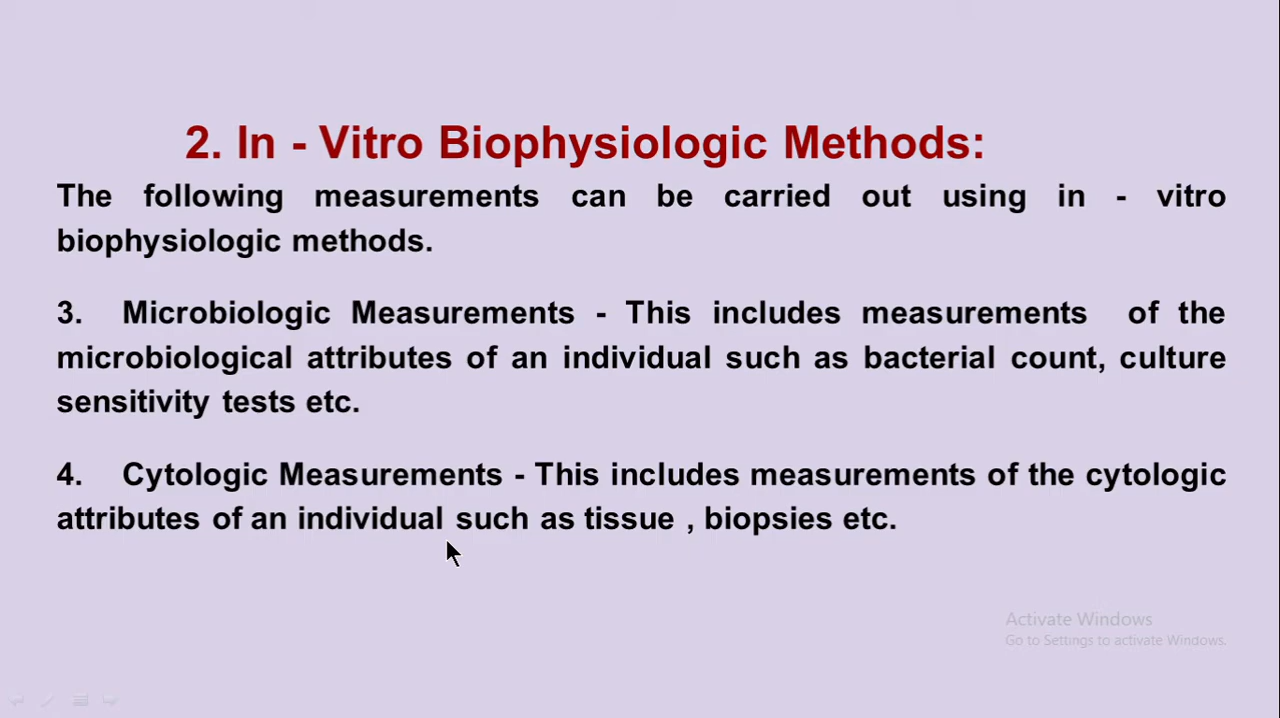 2. In - Vitro Biophysiologic Methods:
The following measurements can be carried out using in - vitro
biophysiologic methods.
3. Microbiologic Measurements - This includes measurements of the
microbiological attributes of an individual such as bacterial count, culture
sensitivity tests etc.
4. Cytologic Measurements - This includes measurements of the cytologic
attributes of an individual such as tissue , biopsies etc.
Activate Windows
Go to Settings to activate Windows.